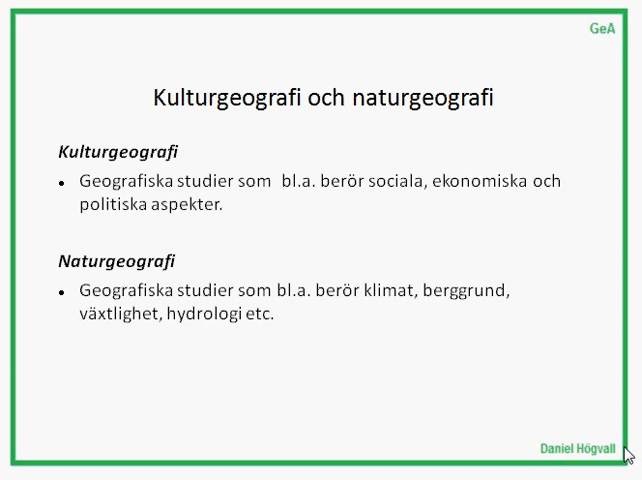 GeA
Kulturgeografi och naturgeografi
Kulturgeografi
• Geografiska studier som bl.a. berör sociala, ekonomiska och
politiska aspekter.
Naturgeografi
• Geografiska studier som bl.a. berör klimat, berggrund,
växtlighet, hydrologi etc.
Daniel Högvall